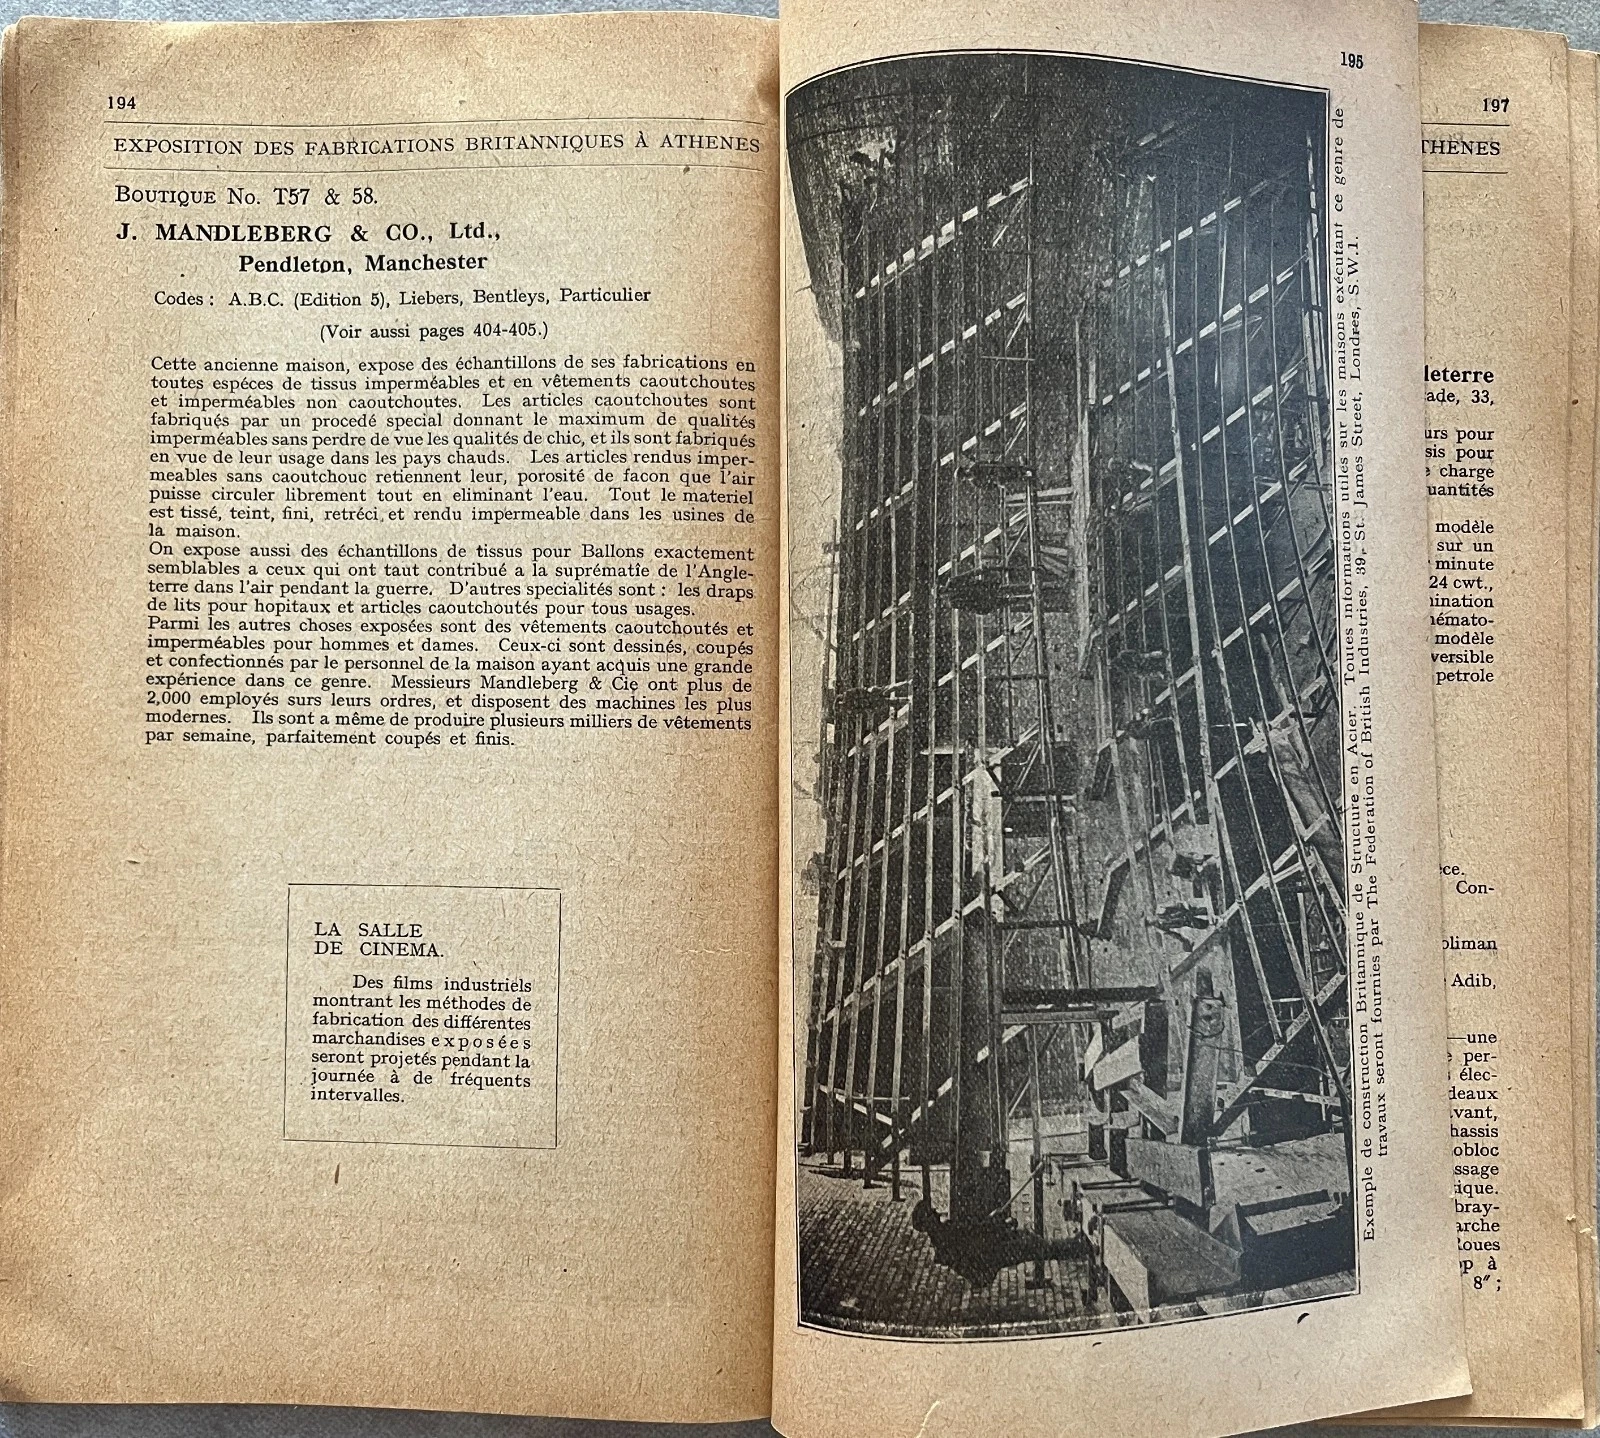 194
EXPOSITION DES FABRICATIONS BRITANNIQUES À ATHENES
BOUTIQUE No. T57 & 58.
J. MANDLEBERG & CO., Ltd.,
Pendleton, Manchester
Codes : A.B.C. (Edition 5), Liebers, Bentleys, Particulier
(Voir aussi pages 404-405.)
Cette ancienne maison, expose des échantillons de ses fabrications en
toutes espéces de tissus imperméables et en vêtements caoutchoutes
et imperméables non caoutchoutes. Les articles caoutchoutes sont
fabriqués par un procedé special donnant le maximum de qualités
imperméables sans perdre de vue les qualités de chic, et ils sont fabriqués
en vue de leur usage dans les pays chauds. Les articles rendus imper-
meables sans caoutchouc retiennent leur, porosité de facon que l'air
puisse circuler librement tout en eliminant l'eau. Tout le materiel
est tissé, teint, fini, retréci, et rendu impermeable dans les usines de
la maison.
On expose aussi des échantillons de tissus pour Ballons exactement
semblables a ceux qui ont taut contribué a la suprématîe de l'Angle-
terre dans l'air pendant la guerre. D'autres specialités sont : les draps
de lits pour hopitaux et articles caoutchoutés pour tous usages.
Parmi les autres choses exposées sont des vêtements caoutchoutés et
imperméables pour hommes et dames. Ceux-ci sont dessinés, coupés
et confectionnés par le personnel de la maison ayant acquis une grande
expérience dans ce genre. Messieurs Mandleberg & Cie ont plus de
2,000 employés surs leurs ordres, et disposent des machines les plus
modernes. Ils sont a même de produire plusieurs milliers de vêtements
par semaine, parfaitement coupés et finis.
LA SALLE
DE CINEMA.
Des films industriels
montrant les méthodes de
fabrication des différentes
marchandises exposées
seront projetés pendant la
journée à de fréquents
intervalles.
195
Exemple de construction Britannique de Structure en Acier. Toutes informations utiles sur les maisons exécutant ce genre de
travaux seront fournies par The Federation of British Industries, 39, St. James Street, Londres, S.W.1.
197
THENES
leterre
ade, 33,
urs pour
sis pour
charge
uantités
modèle
sur un
minute
24 cwt.,
ination
némato-
modèle
versible
petrole
ce.
Con-
oliman
Adib,
—une
per-
élec-
deaux
vant,
hassis
obloc
ssage
ique.
bray-
arche
Roues
op à
8″ ;